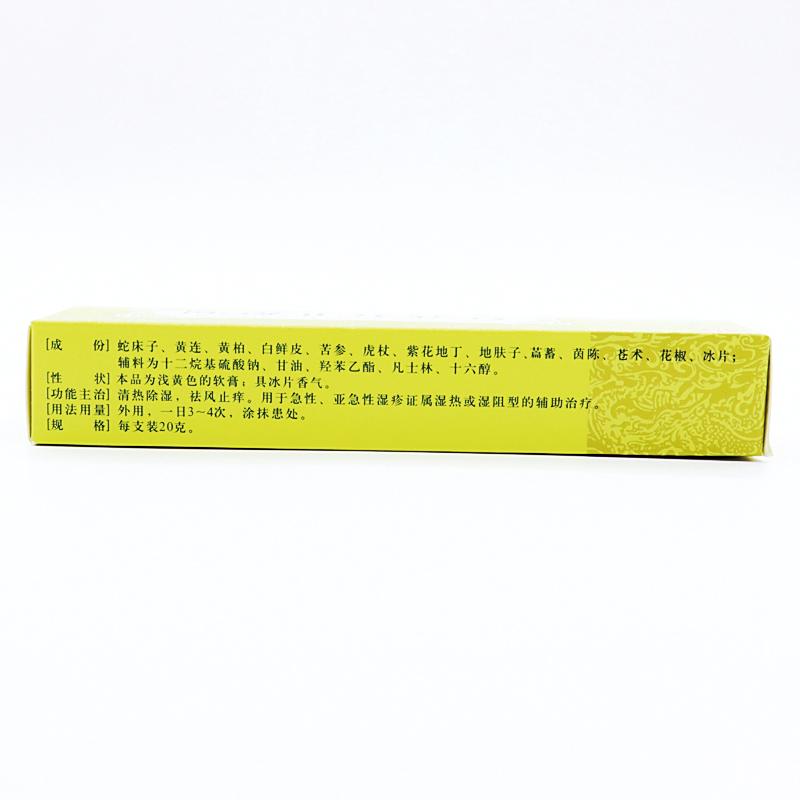 [成 份] 蛇床子、黄连、黄柏、白鲜皮、苦参、虎杖、紫花地丁、地肤子、萹蓄、茵陈、苍术、花椒、冰片；
辅料为十二烷基硫酸钠、甘油、羟苯乙酯、凡士林、十六醇。
[性 状] 本品为浅黄色的软膏；具冰片香气。
[功能主治] 清热除湿，祛风止痒。用于急性、亚急性湿疹证属湿热或湿阻型的辅助治疗。
[用法用量] 外用，一日3~4次，涂抹患处。
[规 格] 每支装20克。